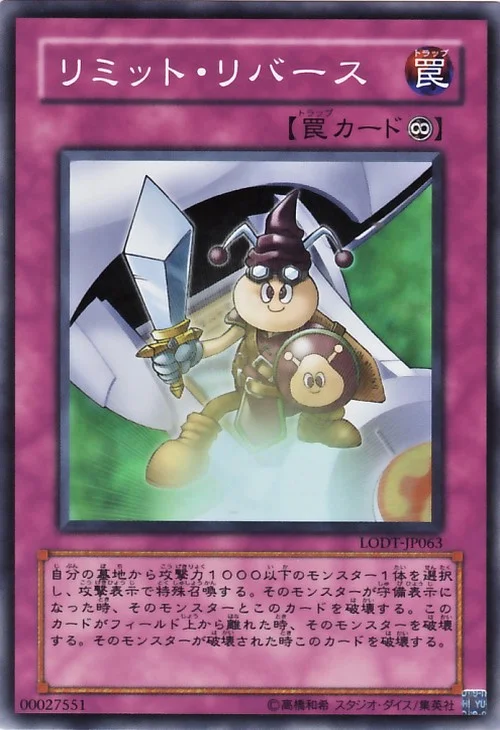 リミット・リバース
トラップ
罠
トラップ
【罠カード♾】
LODT-JP063
自分の墓地から攻撃力1000以下のモンスター1体を選択
し、攻撃表示で特殊召喚する。そのモンスターが守備表示に
なった時、そのモンスターとこのカードを破壊する。この
カードがフィールド上から離れた時、そのモンスターを破壊
する。そのモンスターが破壊された時このカードを破壊する。
00027551
©高橋和希 スタジオ・ダイス/集英社